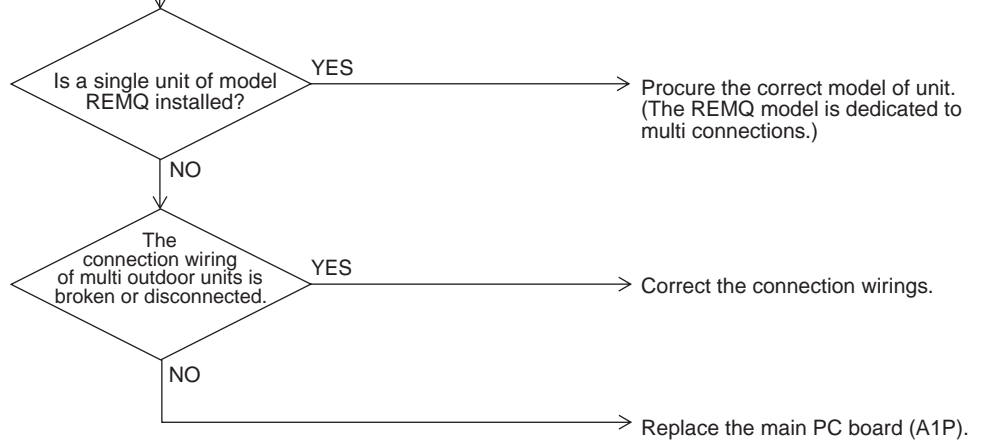 Is a single unit of model
REMQ installed?
YES
Procure the correct model of unit.
(The REMQ model is dedicated to
multi connections.)
NO
The
connection wiring
of multi outdoor units is
broken or disconnected.
YES
Correct the connection wirings.
NO
Replace the main PC board (A1P).